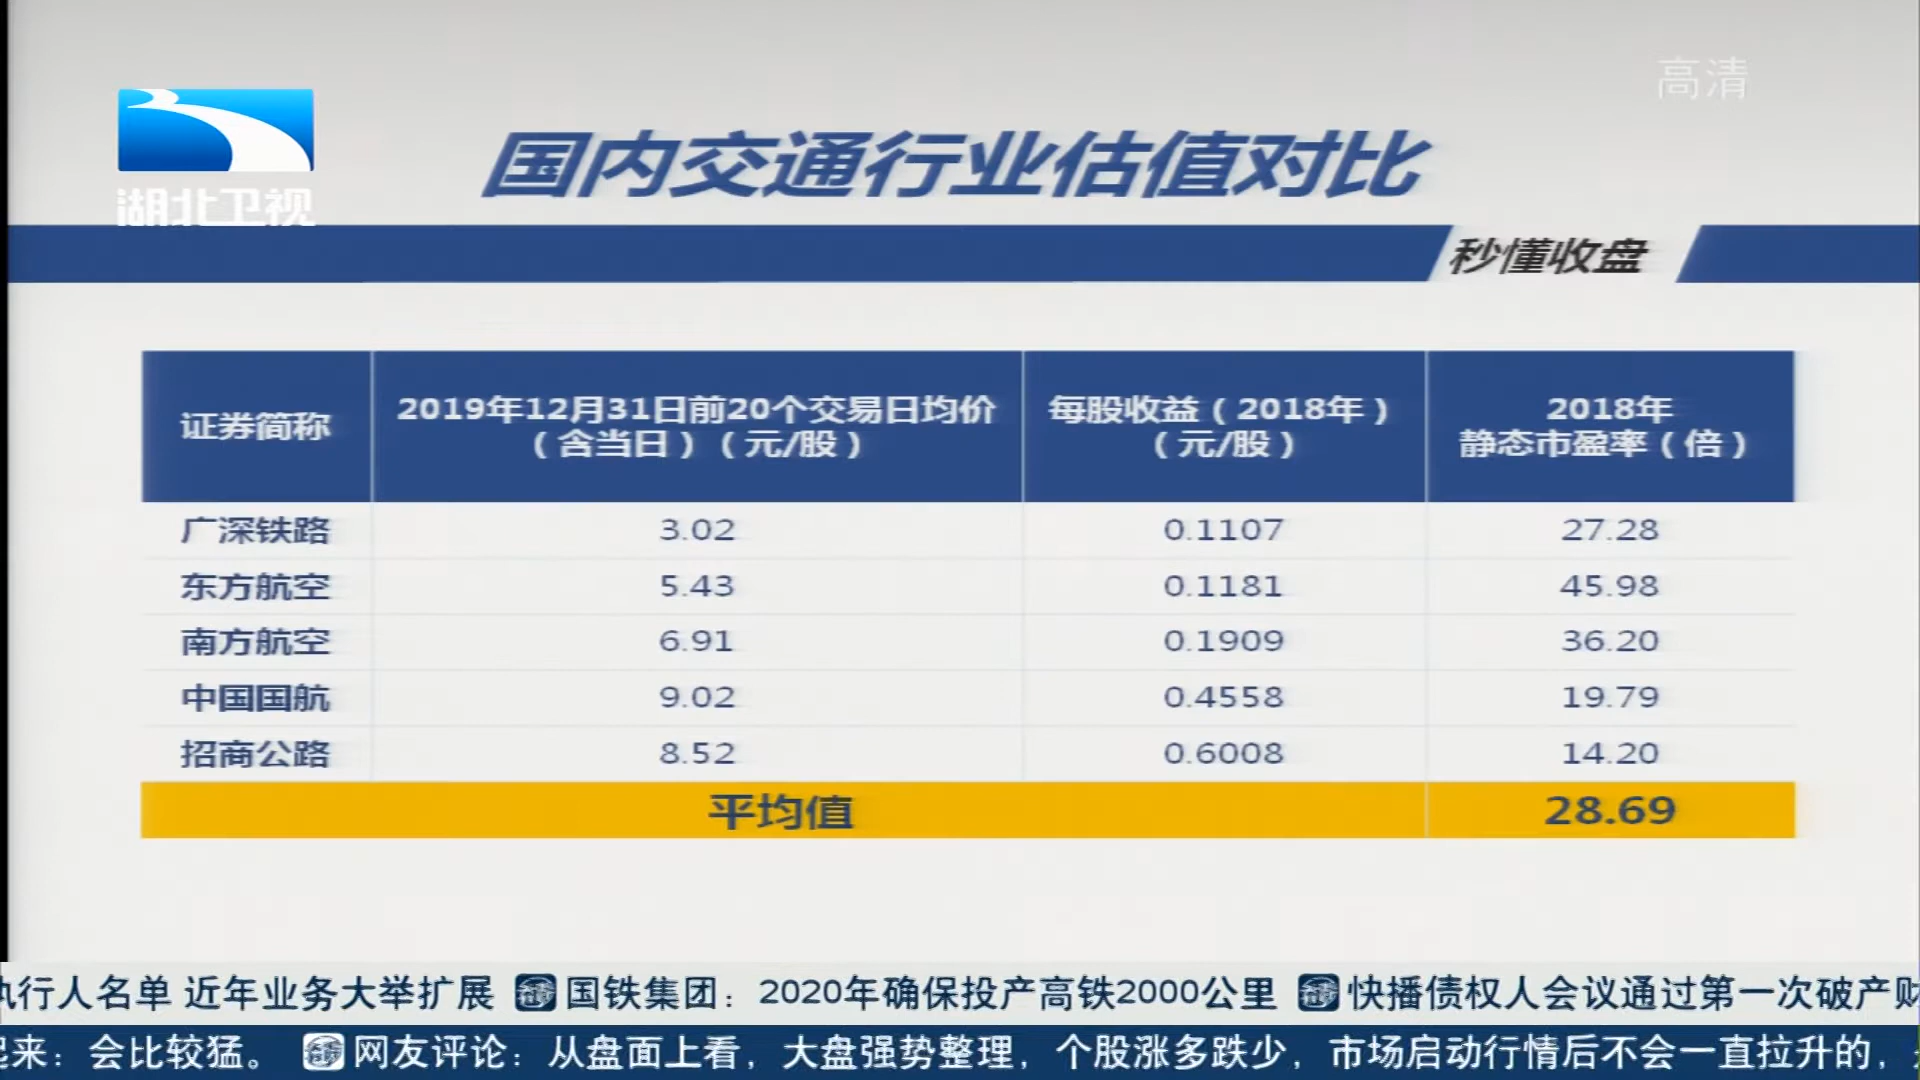 高清
湖北卫视
国内交通行业估值对比
秒懂收盘
证券简称 2019年12月31日前20个交易日均价（含当日）（元/股） 每股收益（2018年）（元/股） 2018年静态市盈率（倍）
广深铁路 3.02 0.1107 27.28
东方航空 5.43 0.1181 45.98
南方航空 6.91 0.1909 36.20
中国国航 9.02 0.4558 19.79
招商公路 8.52 0.6008 14.20
平均值 28.69
执行人名单 近年业务大举扩展 国铁集团：2020年确保投产高铁2000公里 快播债权人会议通过第一次破产财
起来：会比较猛。 网友评论：从盘面上看，大盘强势整理，个股涨多跌少，市场启动行情后不会一直拉升的，